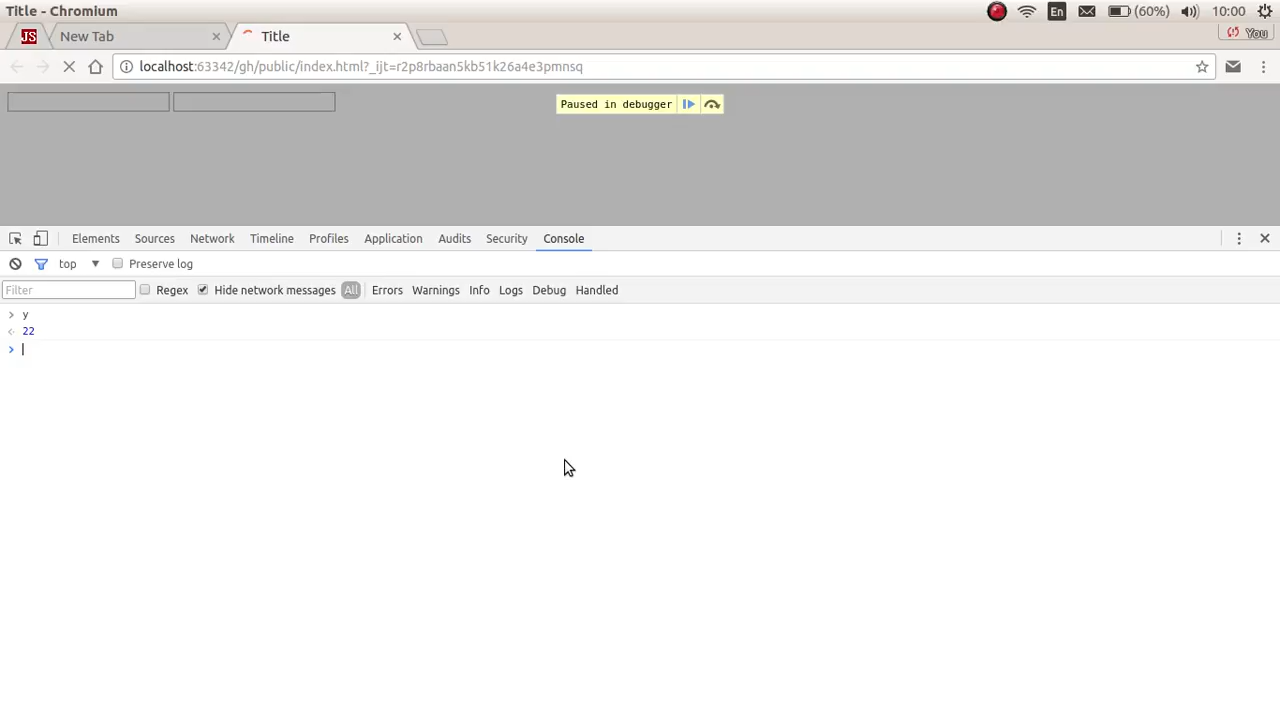 Title - Chromium
En (60%) 10:00
JS New Tab Title You
localhost:63342/gh/public/index.html?_ijt=r2p8rbaan5kb51k26a4e3pmnsq
Paused in debugger
Elements Sources Network Timeline Profiles Application Audits Security Console
top Preserve log
Filter Regex Hide network messages All Errors Warnings Info Logs Debug Handled
y
22